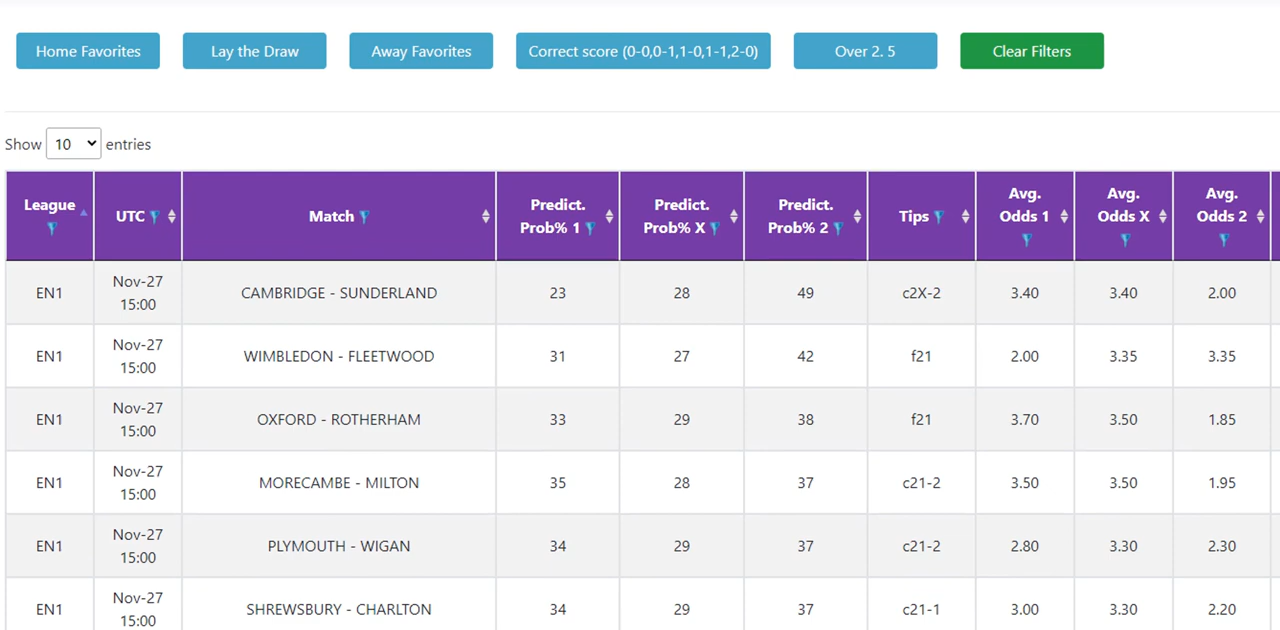 Home Favorites Lay the Draw Away Favorites Correct score (0-0,0-1,1-0,1-1,2-0) Over 2. 5 Clear Filters
Show 10 entries
League UTC Match Predict. Prob% 1 Predict. Prob% X Predict. Prob% 2 Tips Avg. Odds 1 Avg. Odds X Avg. Odds 2
EN1 Nov-27 15:00 CAMBRIDGE - SUNDERLAND 23 28 49 c2X-2 3.40 3.40 2.00
EN1 Nov-27 15:00 WIMBLEDON - FLEETWOOD 31 27 42 f21 2.00 3.35 3.35
EN1 Nov-27 15:00 OXFORD - ROTHERHAM 33 29 38 f21 3.70 3.50 1.85
EN1 Nov-27 15:00 MORECAMBE - MILTON 35 28 37 c21-2 3.50 3.50 1.95
EN1 Nov-27 15:00 PLYMOUTH - WIGAN 34 29 37 c21-2 2.80 3.30 2.30
EN1 Nov-27 15:00 SHREWSBURY - CHARLTON 34 29 37 c21-1 3.00 3.30 2.20